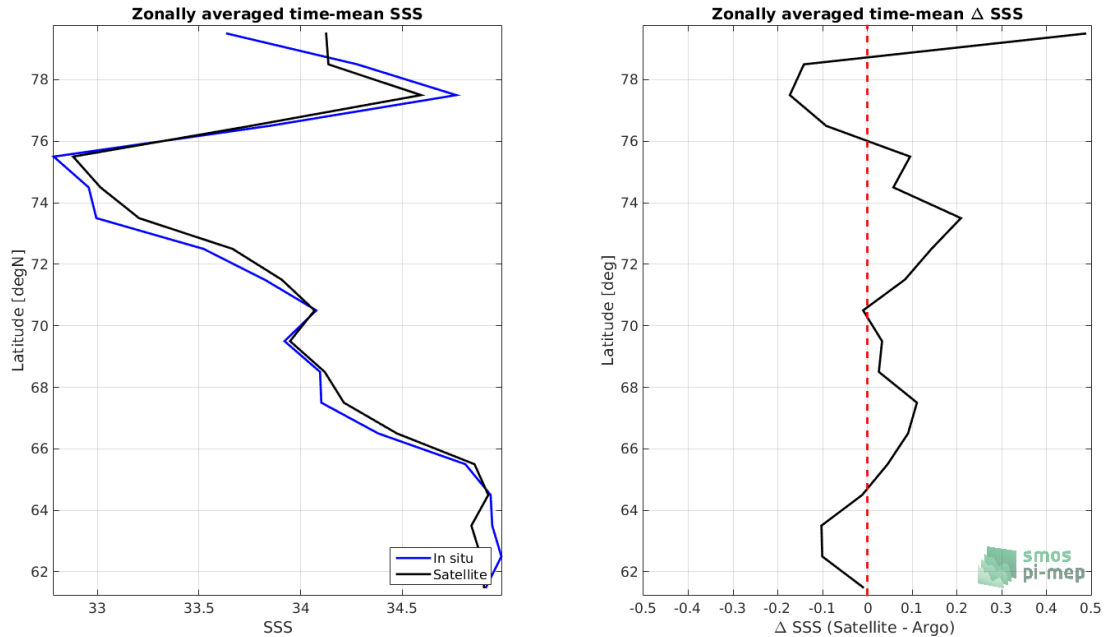 Zonally averaged time-mean SSS
Latitude [degN]
78
76
74
72
70
68
66
64
62
33
33.5
34
34.5
SSS
In situ
Satellite
Zonally averaged time-mean Δ SSS
Latitude [deg]
78
76
74
72
70
68
66
64
62
-0.5 -0.4 -0.3 -0.2 -0.1 0 0.1 0.2 0.3 0.4 0.5
Δ SSS (Satellite - Argo)
smos
pi-mep